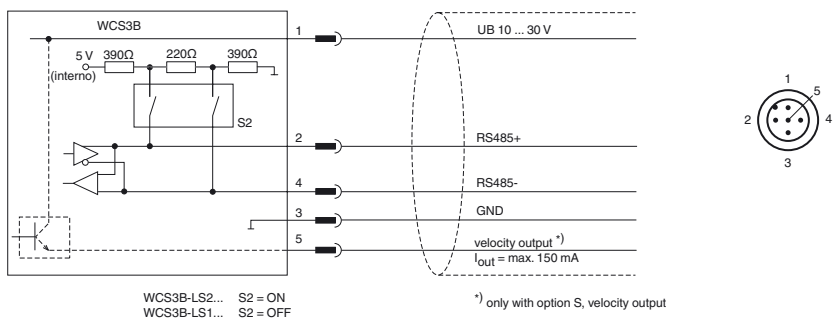 WCS3B
1
UB 10 ... 30 V
5 V 390Ω 220Ω 390Ω
(interno)
S2
2
RS485+
4
RS485-
3
GND
5
velocity output *)
Iout = max. 150 mA
WCS3B-LS2... S2 = ON
WCS3B-LS1... S2 = OFF
*) only with option S, velocity output
1
5
2
4
3